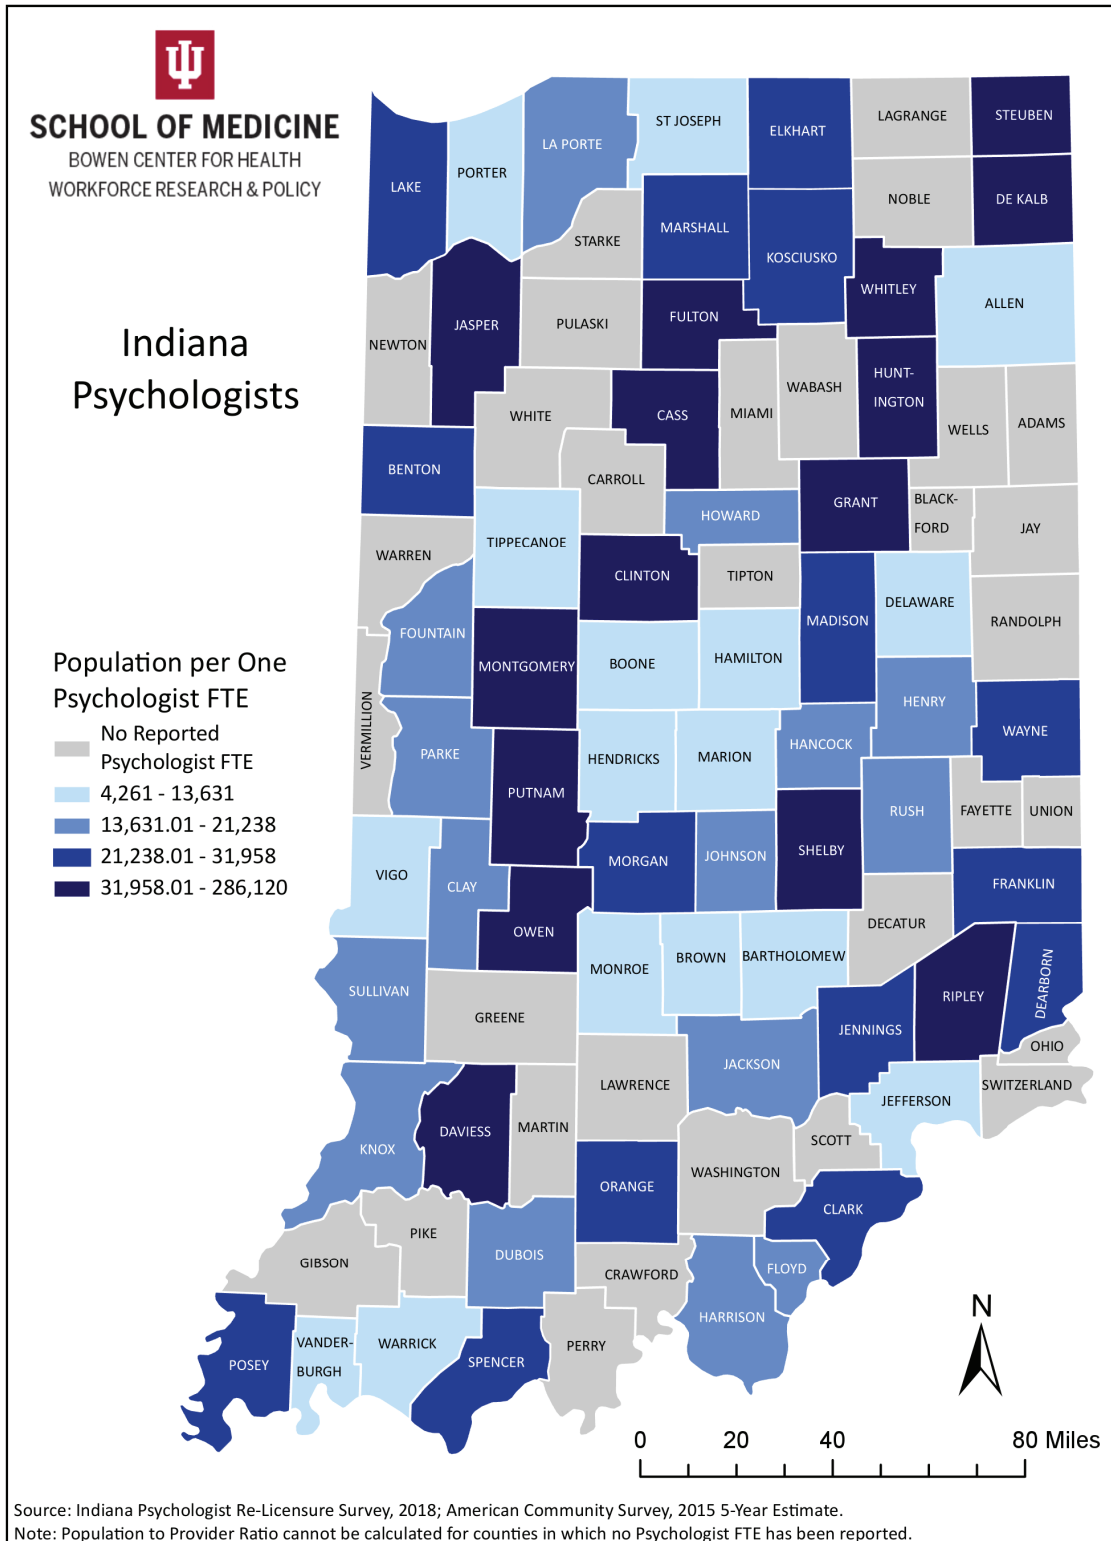 SCHOOL OF MEDICINE
BOWEN CENTER FOR HEALTH
WORKFORCE RESEARCH & POLICY
Indiana
Psychologists
LAKE
PORTER
LA PORTE
ST JOSEPH
ELKHART
LAGRANGE
STEUBEN
STARKE
MARSHALL
KOSCIUSKO
NOBLE
DE KALB
NEWTON
JASPER
PULASKI
FULTON
WHITLEY
ALLEN
WHITE
CASS
MIAMI
WABASH
HUNT-
INGTON
WELLS
ADAMS
BENTON
CARROLL
HOWARD
GRANT
BLACK-
FORD
JAY
WARREN
TIPPECANOE
CLINTON
TIPTON
MADISON
DELAWARE
RANDOLPH
FOUNTAIN
MONTGOMERY
BOONE
HAMILTON
HENRY
WAYNE
VERMILLION
PARKE
PUTNAM
HENDRICKS
MARION
HANCOCK
RUSH
FAYETTE
UNION
VIGO
CLAY
OWEN
MORGAN
JOHNSON
SHELBY
DECATUR
FRANKLIN
SULLIVAN
GREENE
MONROE
BROWN
BARTHOLOMEW
JENNINGS
RIPLEY
DEARBORN
OHIO
SWITZERLAND
KNOX
DAVIESS
MARTIN
LAWRENCE
JACKSON
JEFFERSON
SCOTT
WASHINGTON
ORANGE
CLARK
GIBSON
PIKE
DUBOIS
CRAWFORD
FLOYD
HARRISON
POSEY
VANDER-
BURGH
WARRICK
SPENCER
PERRY
Population per One
Psychologist FTE
No Reported
Psychologist FTE
4,261 - 13,631
13,631.01 - 21,238
21,238.01 - 31,958
31,958.01 - 286,120
N
0 20 40 80 Miles
Source: Indiana Psychologist Re-Licensure Survey, 2018; American Community Survey, 2015 5-Year Estimate.
Note: Population to Provider Ratio cannot be calculated for counties in which no Psychologist FTE has been reported.